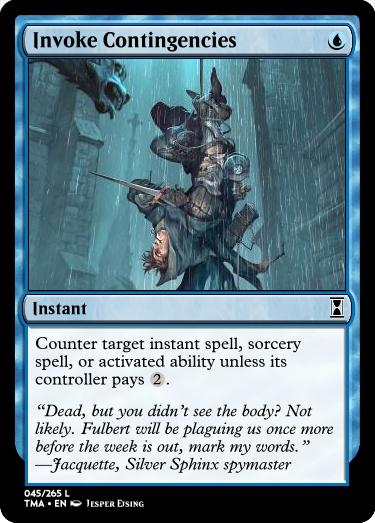 Invoke Contingencies
Instant
Counter target instant spell, sorcery
spell, or activated ability unless its
controller pays 2.
“Dead, but you didn’t see the body? Not
likely. Fulbert will be plaguing us once more
before the week is out, mark my words.”
—Jacquette, Silver Sphinx spymaster
045/265 L
TMA • EN Jesper Ejsing